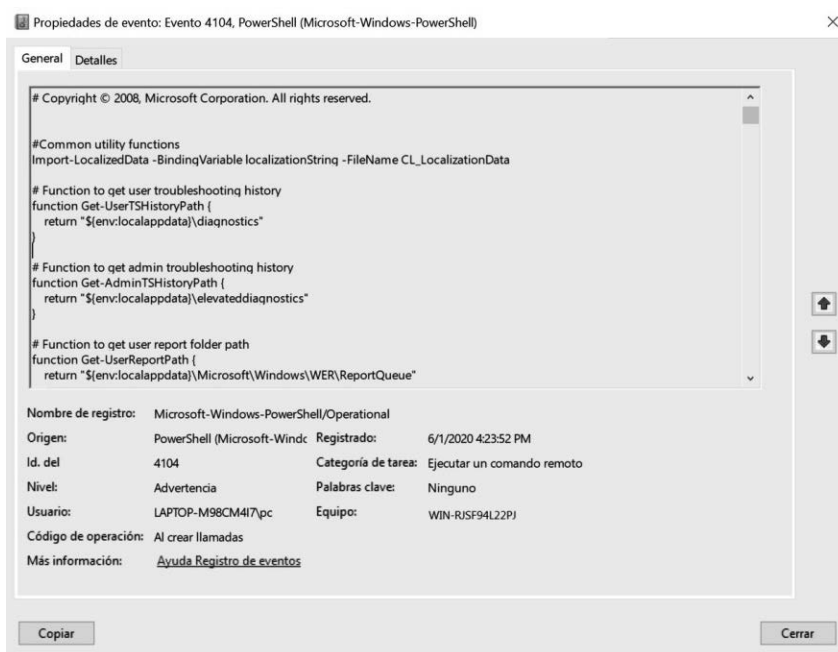 Propiedades de evento: Evento 4104, PowerShell (Microsoft-Windows-PowerShell)
General Detalles
# Copyright © 2008, Microsoft Corporation. All rights reserved.
#Common utility functions
Import-LocalizedData -BindingVariable localizationString -FileName CL_LocalizationData
# Function to get user troubleshooting history
function Get-UserTSHistoryPath {
return "${env:localappdata}\diagnostics"
}
# Function to get admin troubleshooting history
function Get-AdminTSHistoryPath {
return "${env:localappdata}\elevateddiagnostics"
}
# Function to get user report folder path
function Get-UserReportPath {
return "${env:localappdata}\Microsoft\Windows\WER\ReportQueue"
Nombre de registro: Microsoft-Windows-PowerShell/Operational
Origen: PowerShell (Microsoft-Windc Registrado: 6/1/2020 4:23:52 PM
Id. del 4104 Categoría de tarea: Ejecutar un comando remoto
Nivel: Advertencia Palabras clave: Ninguno
Usuario: LAPTOP-M98CM4I7\pc Equipo: WIN-RJSF94L22PJ
Código de operación: Al crear llamadas
Más información: Ayuda Registro de eventos
Copiar Cerrar